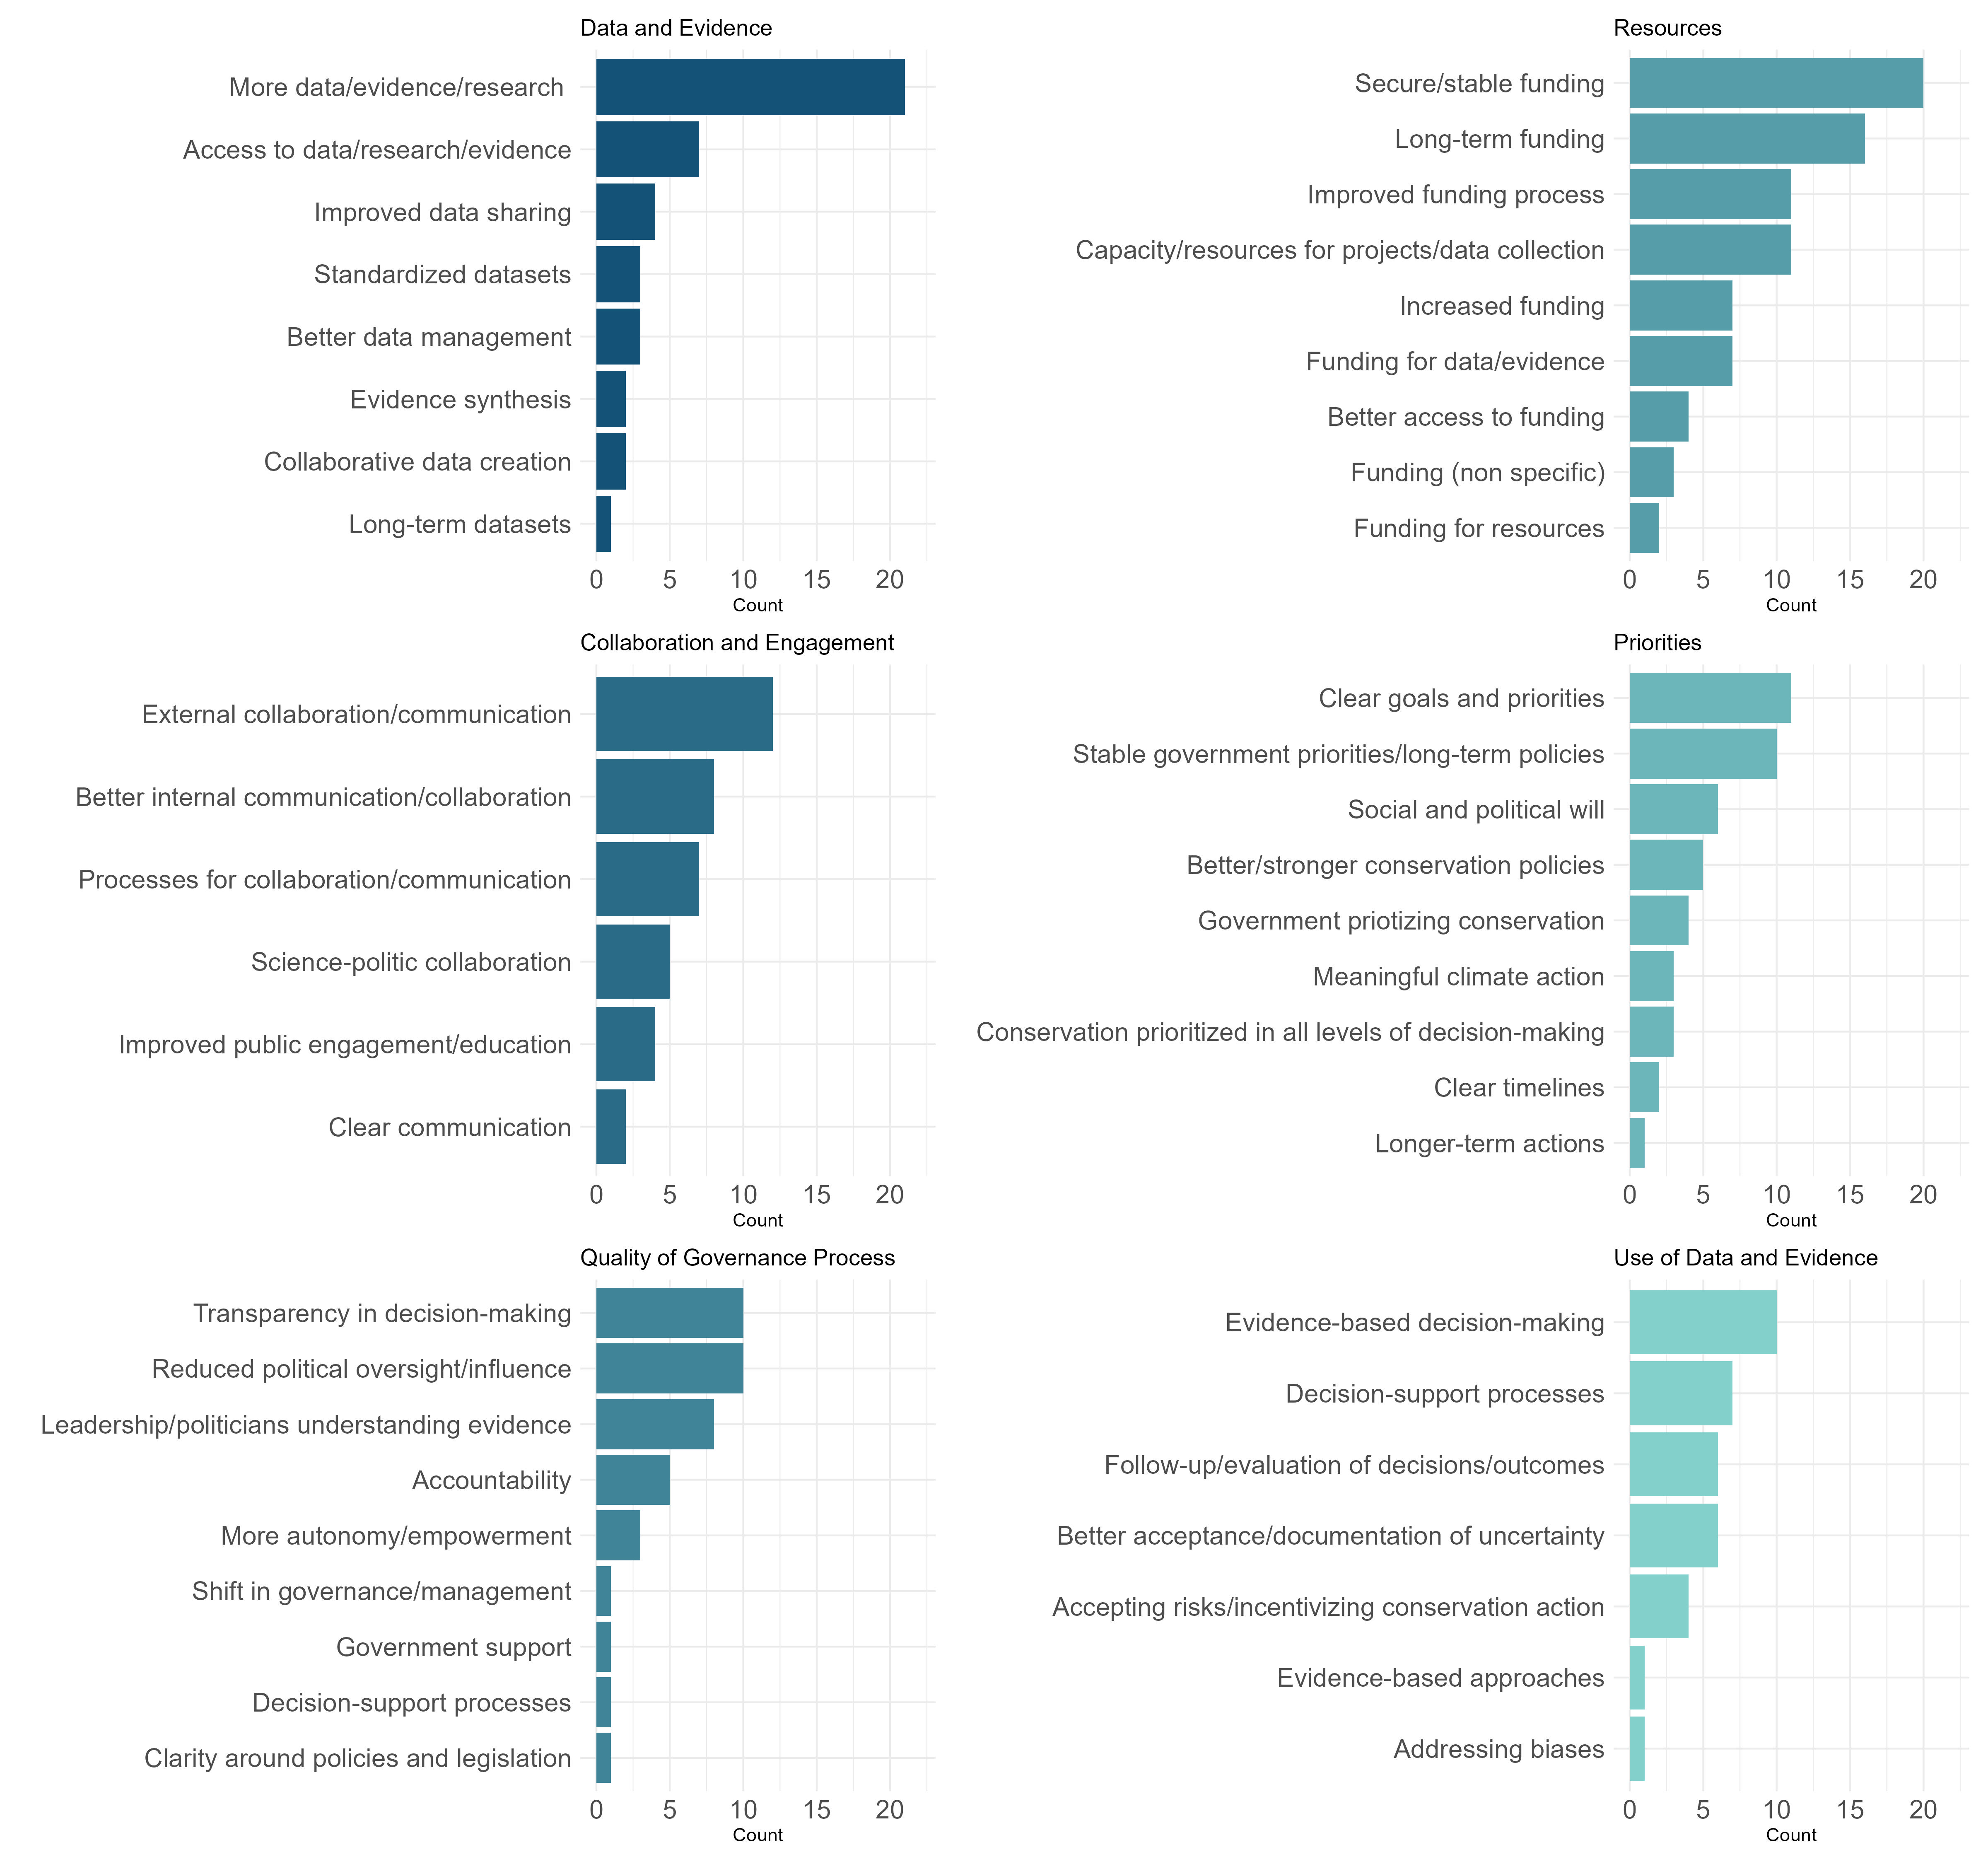 Data and Evidence
More data/evidence/research
Access to data/research/evidence
Improved data sharing
Standardized datasets
Better data management
Evidence synthesis
Collaborative data creation
Long-term datasets
0 5 10 15 20
Count
Resources
Secure/stable funding
Long-term funding
Improved funding process
Capacity/resources for projects/data collection
Increased funding
Funding for data/evidence
Better access to funding
Funding (non specific)
Funding for resources
0 5 10 15 20
Count
Collaboration and Engagement
External collaboration/communication
Better internal communication/collaboration
Processes for collaboration/communication
Science-politic collaboration
Improved public engagement/education
Clear communication
0 5 10 15 20
Count
Priorities
Clear goals and priorities
Stable government priorities/long-term policies
Social and political will
Better/stronger conservation policies
Government priotizing conservation
Meaningful climate action
Conservation prioritized in all levels of decision-making
Clear timelines
Longer-term actions
0 5 10 15 20
Count
Quality of Governance Process
Transparency in decision-making
Reduced political oversight/influence
Leadership/politicians understanding evidence
Accountability
More autonomy/empowerment
Shift in governance/management
Government support
Decision-support processes
Clarity around policies and legislation
0 5 10 15 20
Count
Use of Data and Evidence
Evidence-based decision-making
Decision-support processes
Follow-up/evaluation of decisions/outcomes
Better acceptance/documentation of uncertainty
Accepting risks/incentivizing conservation action
Evidence-based approaches
Addressing biases
0 5 10 15 20
Count